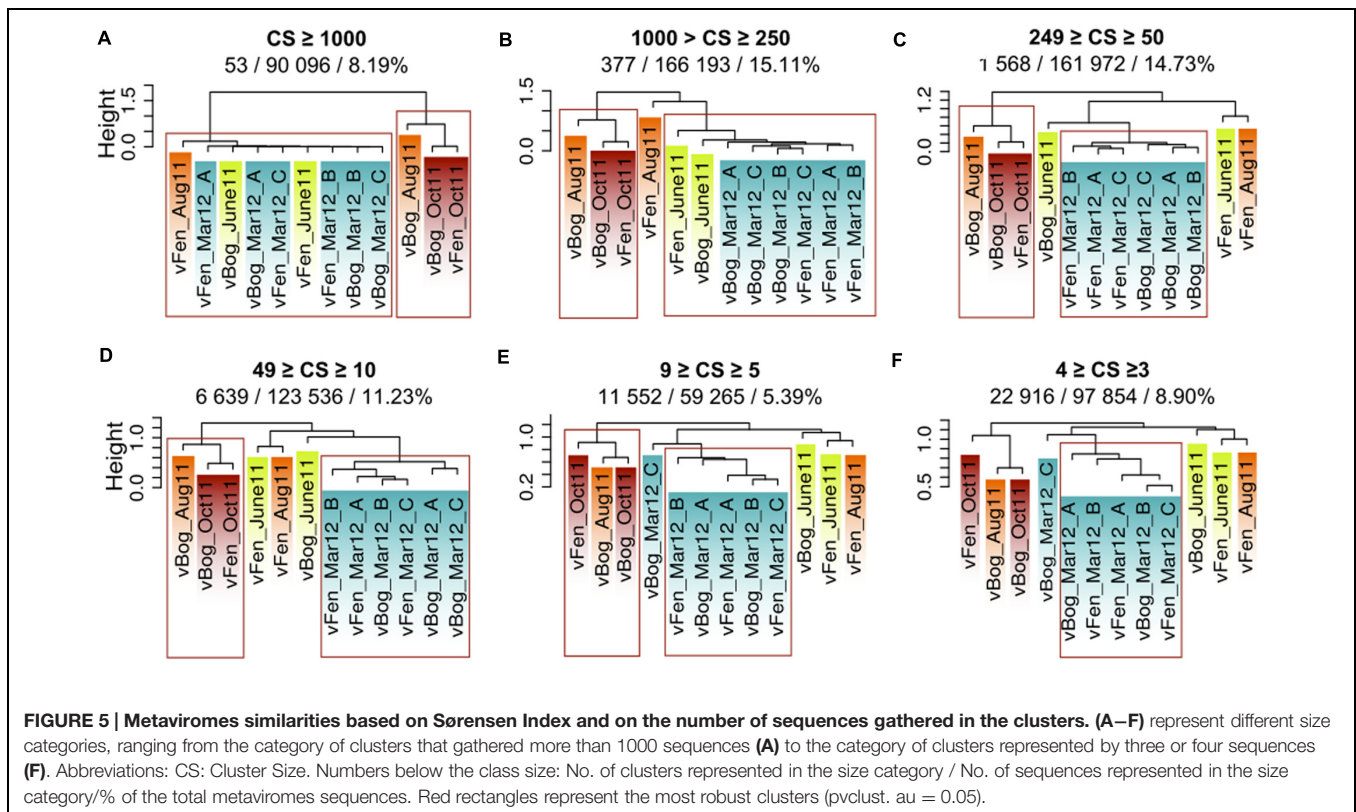 A
CS ≥ 1000
53 / 90 096 / 8.19%
Height
1.5
0.0
vFen_Aug11
vFen_Mar12_A
vBog_June11
vBog_Mar12_A
vFen_Mar12_C
vFen_June11
vFen_Mar12_B
vBog_Mar12_B
vBog_Mar12_C
vBog_Aug11
vBog_Oct11
vFen_Oct11
B
1000 > CS ≥ 250
377 / 166 193 / 15.11%
1.5
0.0
vBog_Aug11
vBog_Oct11
vFen_Oct11
vFen_Aug11
vFen_June11
vBog_June11
vBog_Mar12_A
vBog_Mar12_C
vBog_Mar12_B
vFen_Mar12_C
vFen_Mar12_A
vFen_Mar12_B
C
249 ≥ CS ≥ 50
1 568 / 161 972 / 14.73%
1.2
0.0
vBog_Aug11
vBog_Oct11
vFen_Oct11
vBog_June11
vFen_Mar12_B
vFen_Mar12_A
vFen_Mar12_C
vBog_Mar12_C
vBog_Mar12_A
vBog_Mar12_B
vFen_June11
vFen_Aug11
D
49 ≥ CS ≥ 10
6 639 / 123 536 / 11.23%
Height
1.0
0.0
vBog_Aug11
vBog_Oct11
vFen_Oct11
vFen_June11
vFen_Aug11
vBog_June11
vFen_Mar12_B
vFen_Mar12_A
vBog_Mar12_B
vFen_Mar12_C
vBog_Mar12_A
vBog_Mar12_C
E
9 ≥ CS ≥ 5
11 552 / 59 265 / 5.39%
1.0
0.2
vFen_Oct11
vBog_Aug11
vBog_Oct11
vBog_Mar12_C
vFen_Mar12_B
vBog_Mar12_A
vFen_Mar12_A
vBog_Mar12_B
vFen_Mar12_C
vBog_June11
vFen_June11
vFen_Aug11
F
4 ≥ CS ≥3
22 916 / 97 854 / 8.90%
1.0
0.5
vFen_Oct11
vBog_Aug11
vBog_Oct11
vBog_Mar12_C
vBog_Mar12_A
vFen_Mar12_B
vFen_Mar12_A
vBog_Mar12_B
vFen_Mar12_C
vBog_June11
vFen_June11
vFen_Aug11
FIGURE 5 | Metaviromes similarities based on Sørensen Index and on the number of sequences gathered in the clusters. (A–F) represent different size
categories, ranging from the category of clusters that gathered more than 1000 sequences (A) to the category of clusters represented by three or four sequences
(F). Abbreviations: CS: Cluster Size. Numbers below the class size: No. of clusters represented in the size category / No. of sequences represented in the size
category/% of the total metaviromes sequences. Red rectangles represent the most robust clusters (pvclust. au = 0.05).